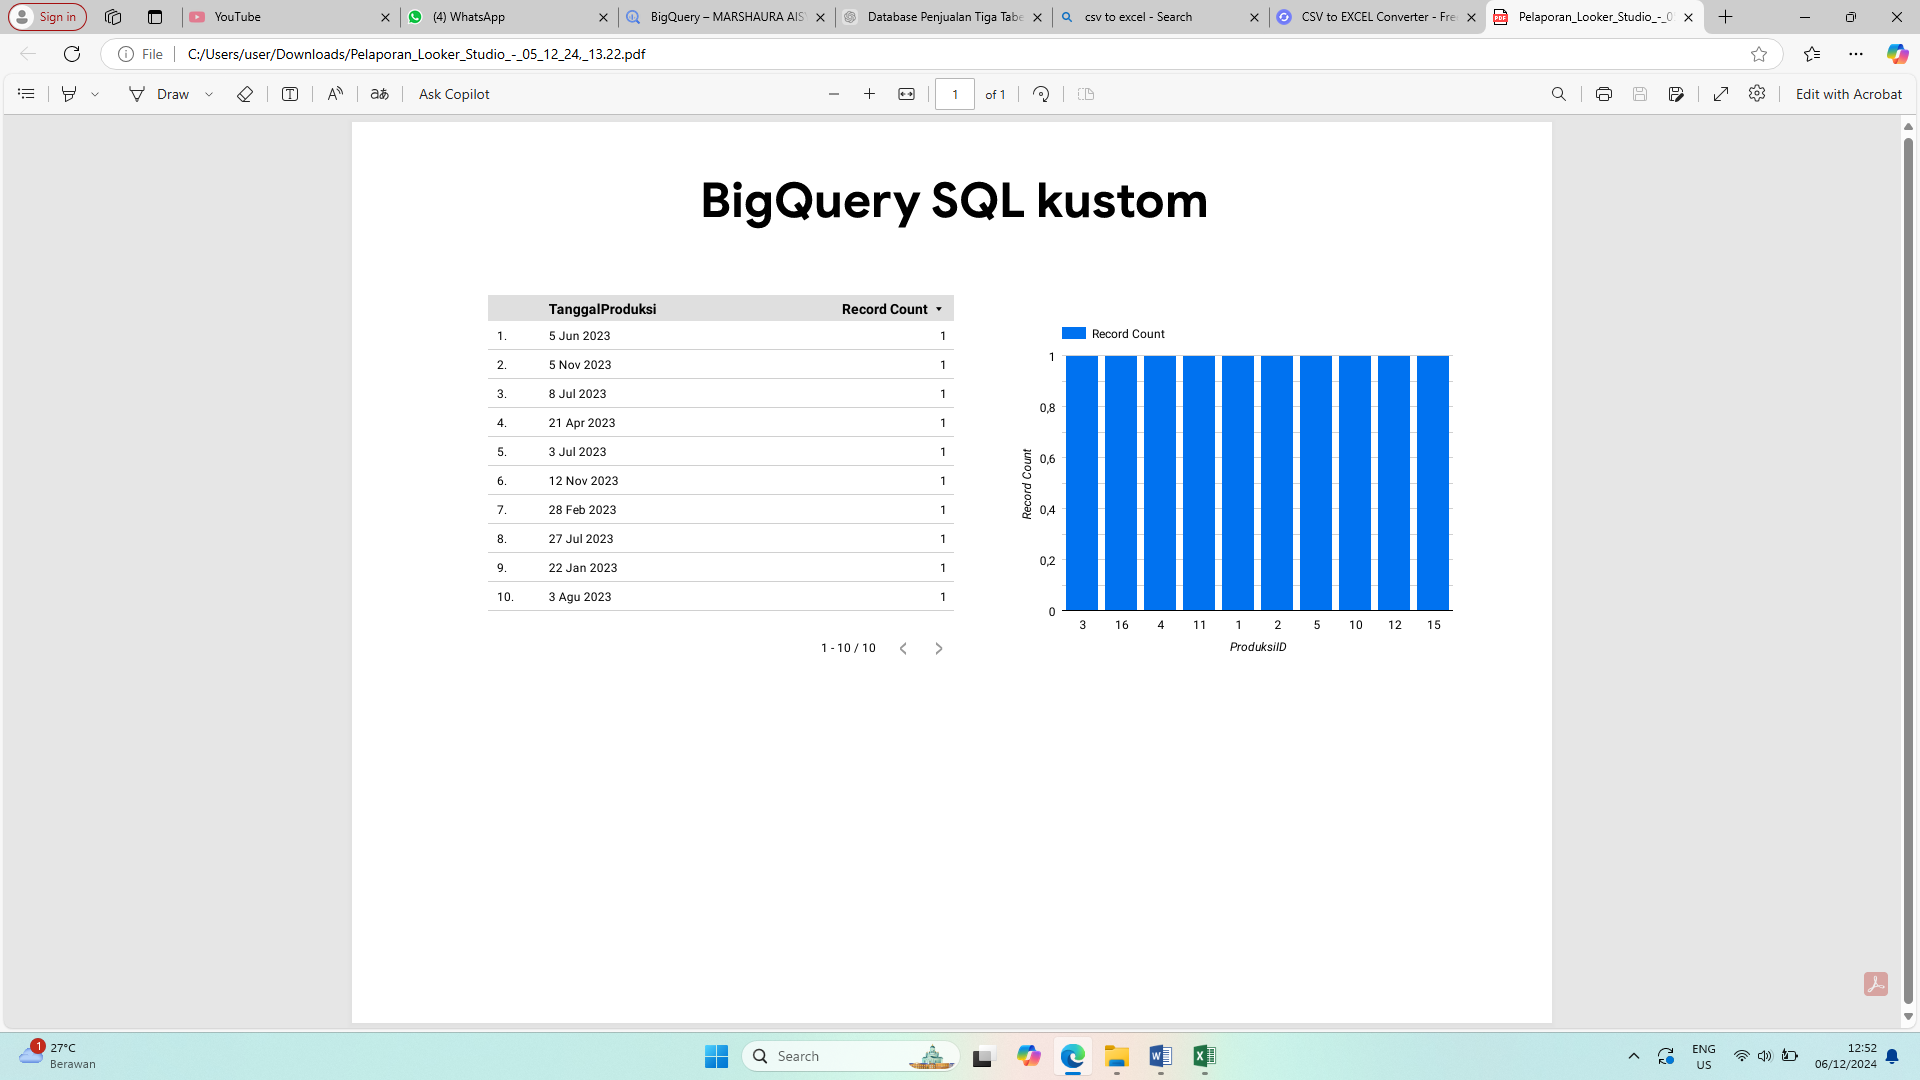 Sign in
YouTube
(4) WhatsApp
BigQuery – MARSHAURA AIS
Database Penjualan Tiga Tabe
csv to excel - Search
CSV to EXCEL Converter - Fre
Pelaporan_Looker_Studio_-_0
File
C:/Users/user/Downloads/Pelaporan_Looker_Studio_-_05_12_24,_13.22.pdf
Draw
Ask Copilot
1 of 1
Edit with Acrobat
BigQuery SQL kustom
TanggalProduksi Record Count
1. 5 Jun 2023 1
2. 5 Nov 2023 1
3. 8 Jul 2023 1
4. 21 Apr 2023 1
5. 3 Jul 2023 1
6. 12 Nov 2023 1
7. 28 Feb 2023 1
8. 27 Jul 2023 1
9. 22 Jan 2023 1
10. 3 Agu 2023 1
1 - 10 / 10
Record Count
1
0,8
0,6
0,4
0,2
0
Record Count
3 16 4 11 1 2 5 10 12 15
ProduksiID
1
27°C
Berawan
Search
ENG
US
12:52
06/12/2024